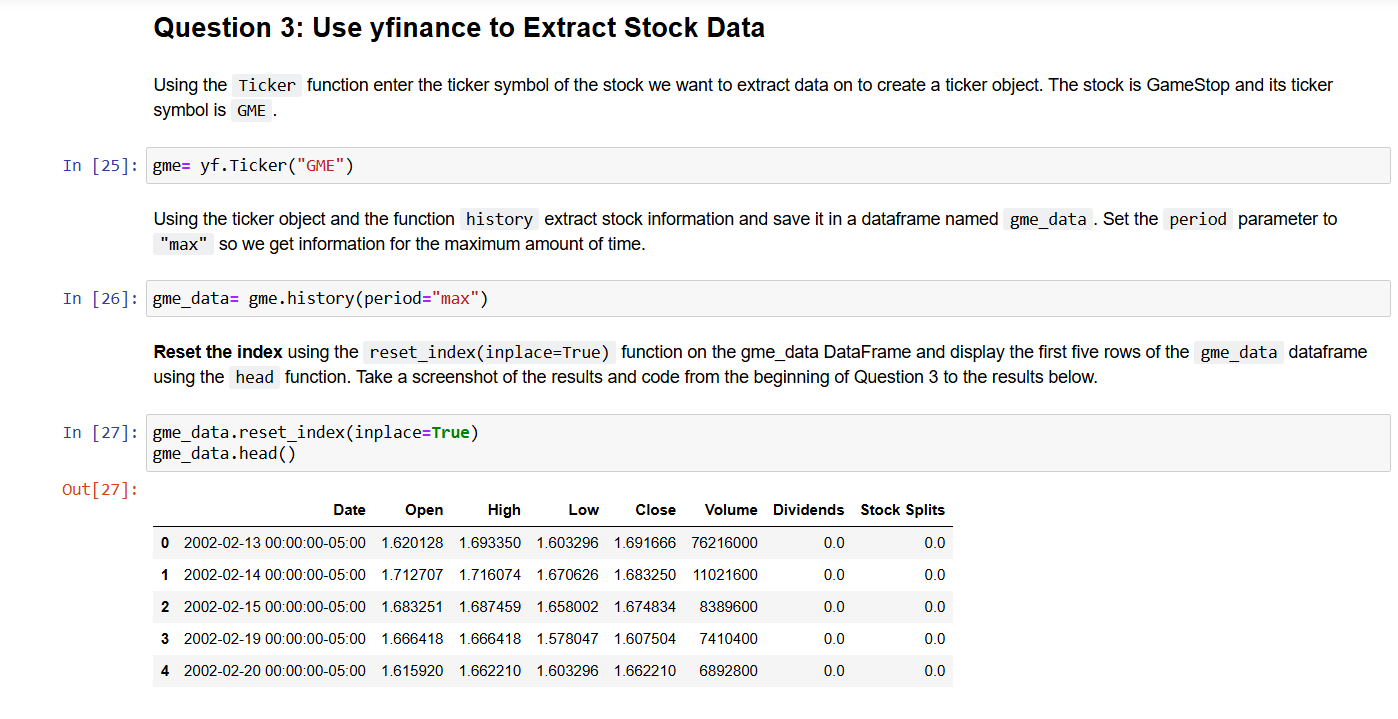 Question 3: Use yfinance to Extract Stock Data
Using the Ticker function enter the ticker symbol of the stock we want to extract data on to create a ticker object. The stock is GameStop and its ticker
symbol is GME .
In [25]: gme= yf.Ticker("GME")
Using the ticker object and the function history extract stock information and save it in a dataframe named gme_data . Set the period parameter to
"max" so we get information for the maximum amount of time.
In [26]: gme_data= gme.history(period="max")
Reset the index using the reset_index(inplace=True) function on the gme_data DataFrame and display the first five rows of the gme_data dataframe
using the head function. Take a screenshot of the results and code from the beginning of Question 3 to the results below.
In [27]: gme_data.reset_index(inplace=True)
gme_data.head()
Out[27]:
Date Open High Low Close Volume Dividends Stock Splits
0 2002-02-13 00:00:00-05:00 1.620128 1.693350 1.603296 1.691666 76216000 0.0 0.0
1 2002-02-14 00:00:00-05:00 1.712707 1.716074 1.670626 1.683250 11021600 0.0 0.0
2 2002-02-15 00:00:00-05:00 1.683251 1.687459 1.658002 1.674834 8389600 0.0 0.0
3 2002-02-19 00:00:00-05:00 1.666418 1.666418 1.578047 1.607504 7410400 0.0 0.0
4 2002-02-20 00:00:00-05:00 1.615920 1.662210 1.603296 1.662210 6892800 0.0 0.0